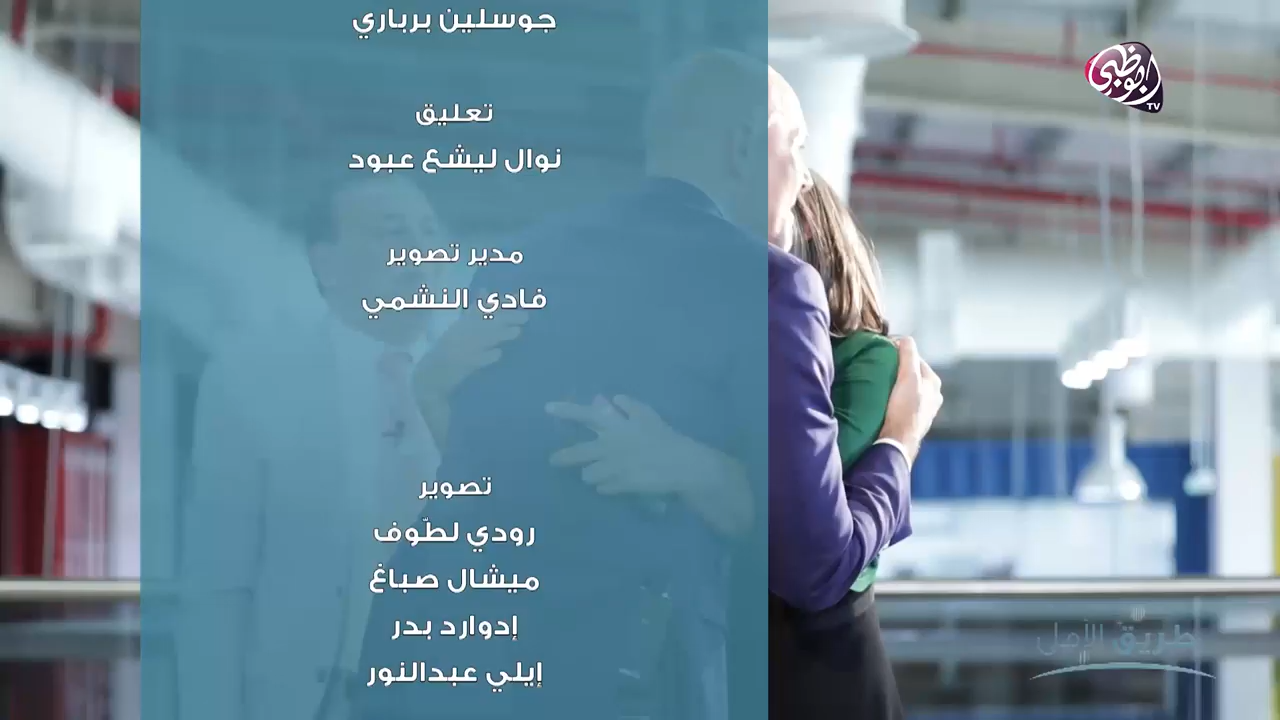 جوسلين برباري
تعليق
نوال ليشع عبود
مدير تصوير
فادي النشمي
تصوير
رودي لطّوف
ميشال صباغ
إدوارد بدر
إيلي عبدالنور
أبوظبي
TV
طريق الأمل